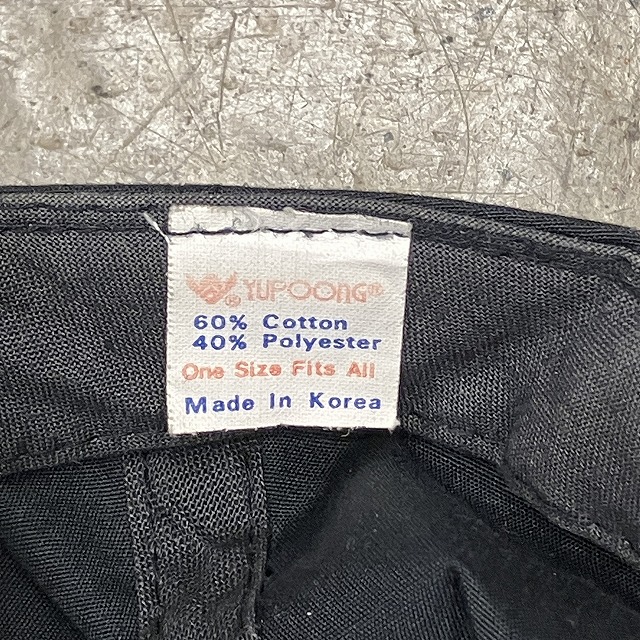 YUPOONG®
60% Cotton
40% Polyester
One Size Fits All
Made In Korea